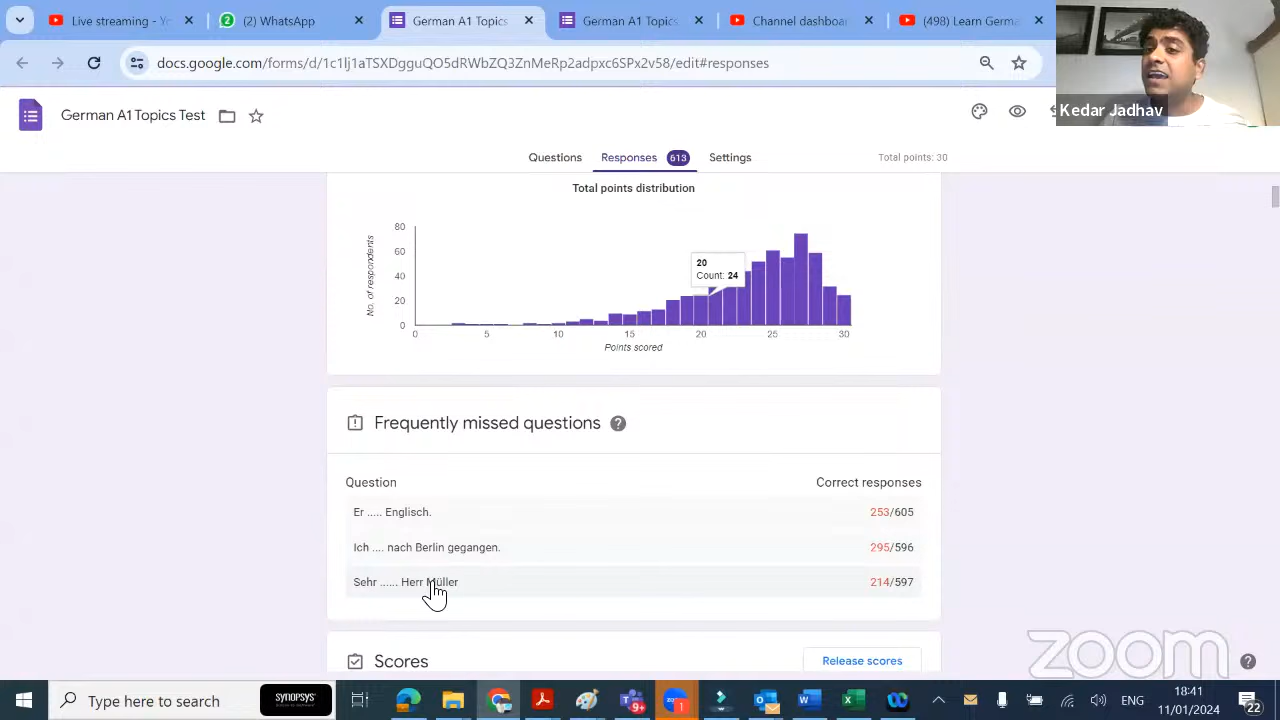 Live streaming - Yo
(2) WhatsApp
German A1 Topics
German A1 Topics
Channel dashboa
(498) Learn Germa
docs.google.com/forms/d/1c1lj1aTSXDgguQO5aRWbZQ3ZnMeRp2adpxc6SPx2v58/edit#responses
Kedar Jadhav
German A1 Topics Test
Questions
Responses 613
Settings
Total points: 30
Total points distribution
No. of respondents
80
60
40
20
0
20
Count: 24
0 5 10 15 20 25 30
Points scored
Frequently missed questions
Question Correct responses
Er ..... Englisch. 253/605
Ich .... nach Berlin gegangen. 295/596
Sehr ...... Herr Müller 214/597
Scores
Release scores
zoom
Type here to search
SYNOPSYS
ENG
18:41
11/01/2024
22